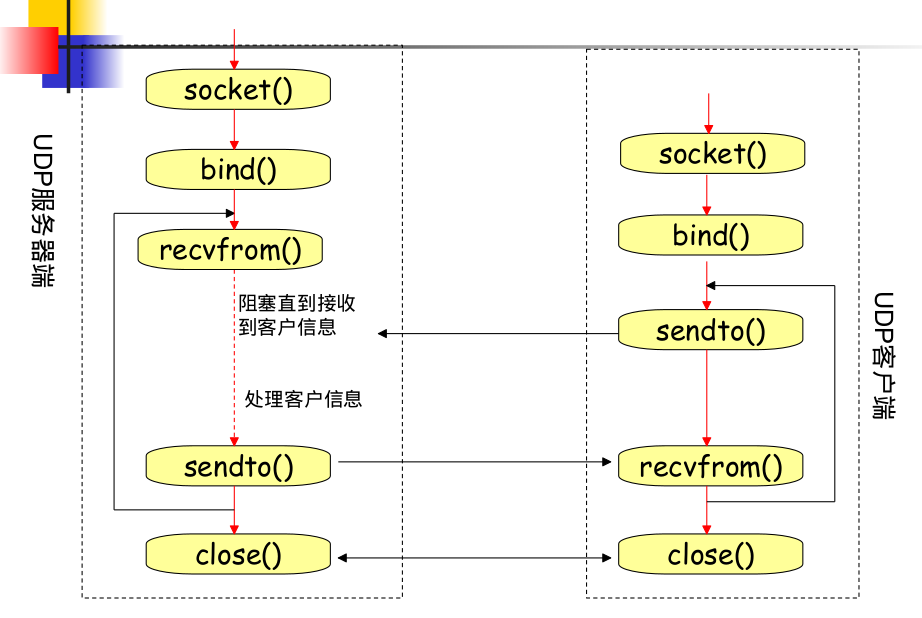 UDP服务器端
socket()
bind()
recvfrom()
阻塞直到接收
到客户信息
处理客户信息
sendto()
close()
socket()
bind()
sendto()
recvfrom()
close()
UDP客户端